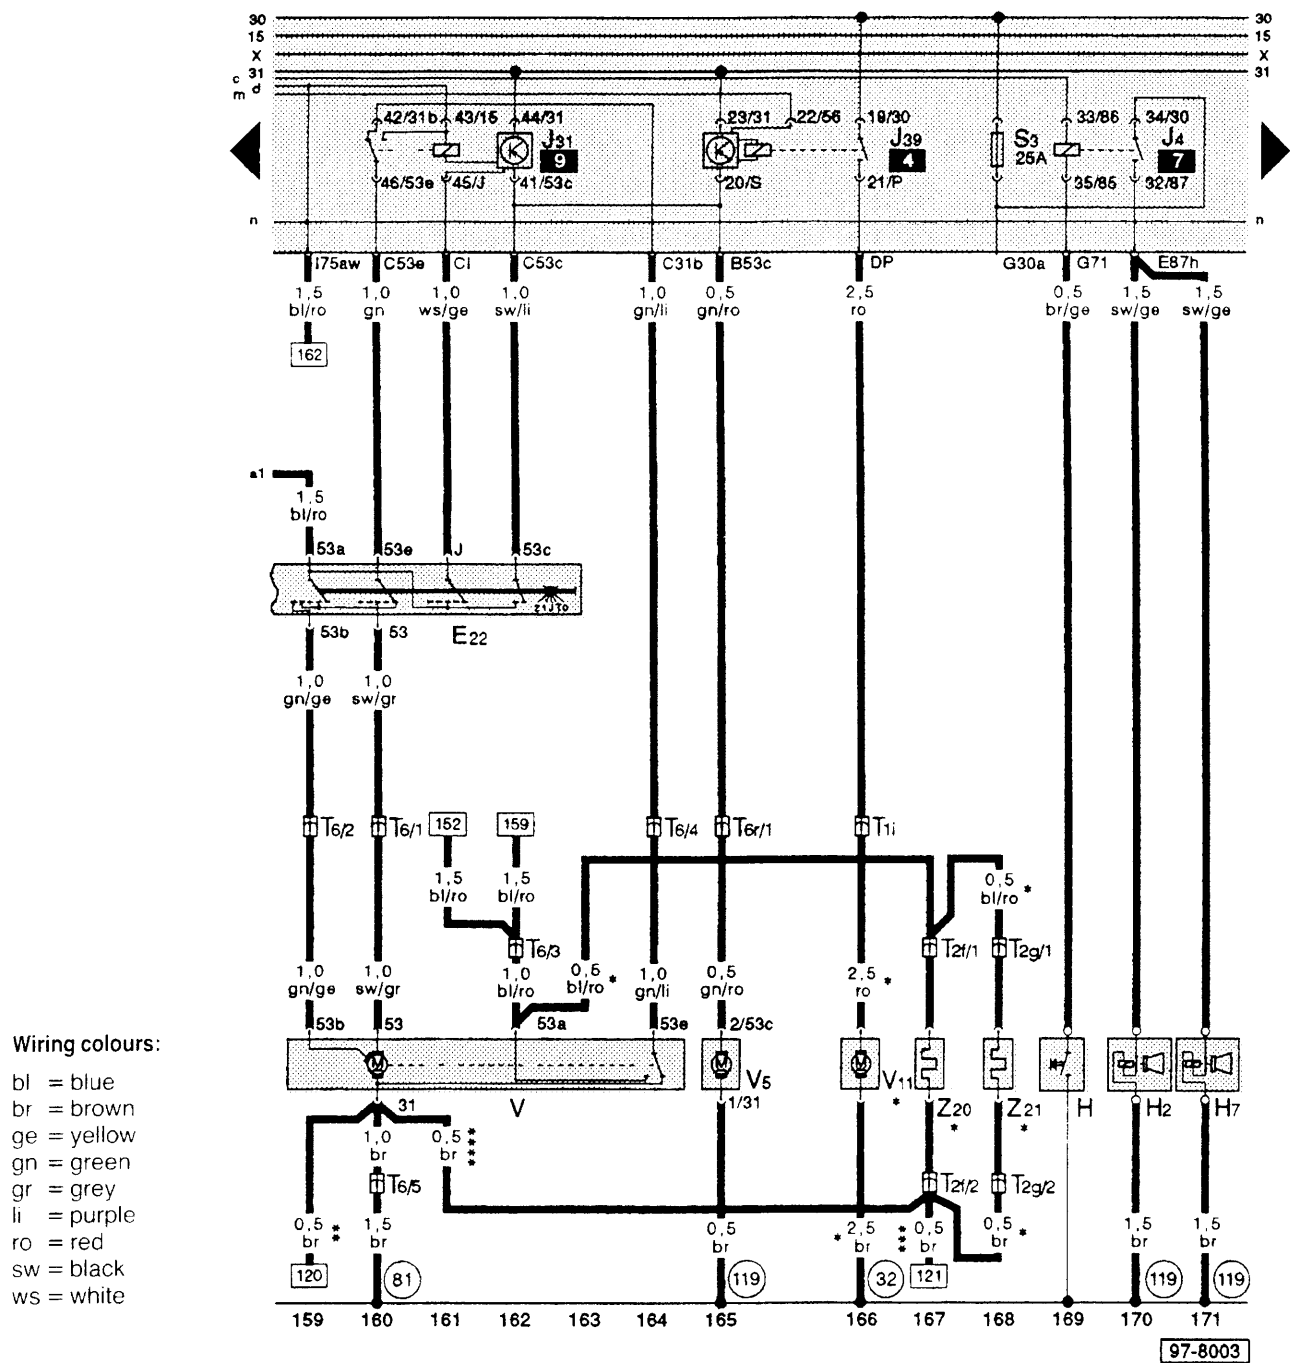 30 30
15 15
X X
31 31
c
d
m
42/31b 43/15 44/31 23/31 22/56 19/30 33/86 34/30
J31 J39 S3 J4
9 4 25A 7
46/53e 45/J 41/53c 20/S 21/P 35/85 32/87
n n
I75aw C53e CI C53c C31b B53c DP G30a G71 E87h
1,5 1,0 1,0 1,0 1,0 0,5 2,5 0,5 1,5 1,5
bl/ro gn ws/ge sw/li gn/li gn/ro ro br/ge sw/ge sw/ge
162
a1
1,5
bl/ro
53a 53e J 53c
Z1JT0
53b 53 E22
1,0 1,0
gn/ge sw/gr
T6/2 T6/1 152 159 T6/4 T6r/1 T1i
1,5 1,5 0,5
bl/ro bl/ro bl/ro *
T6/3 T2f/1 T2g/1
1,0 1,0 1,0 0,5 1,0 0,5 2,5
gn/ge sw/gr bl/ro bl/ro * gn/li gn/ro ro *
53b 53 53a 53e 2/53c
M M M
V5 V11
31 V 1/31 * Z20 Z21 H H2 H7
* *
1,0 0,5 ****
br br
T6/5 T2f/2 T2g/2
0,5 ** 1,5 0,5 * 2,5 *** 0,5 0,5 * 1,5 1,5
br br br br br br br br
120 81 119 32 121 119 119
159 160 161 162 163 164 165 166 167 168 169 170 171
97-8003
Wiring colours:
bl = blue
br = brown
ge = yellow
gn = green
gr = grey
li = purple
ro = red
sw = black
ws = white